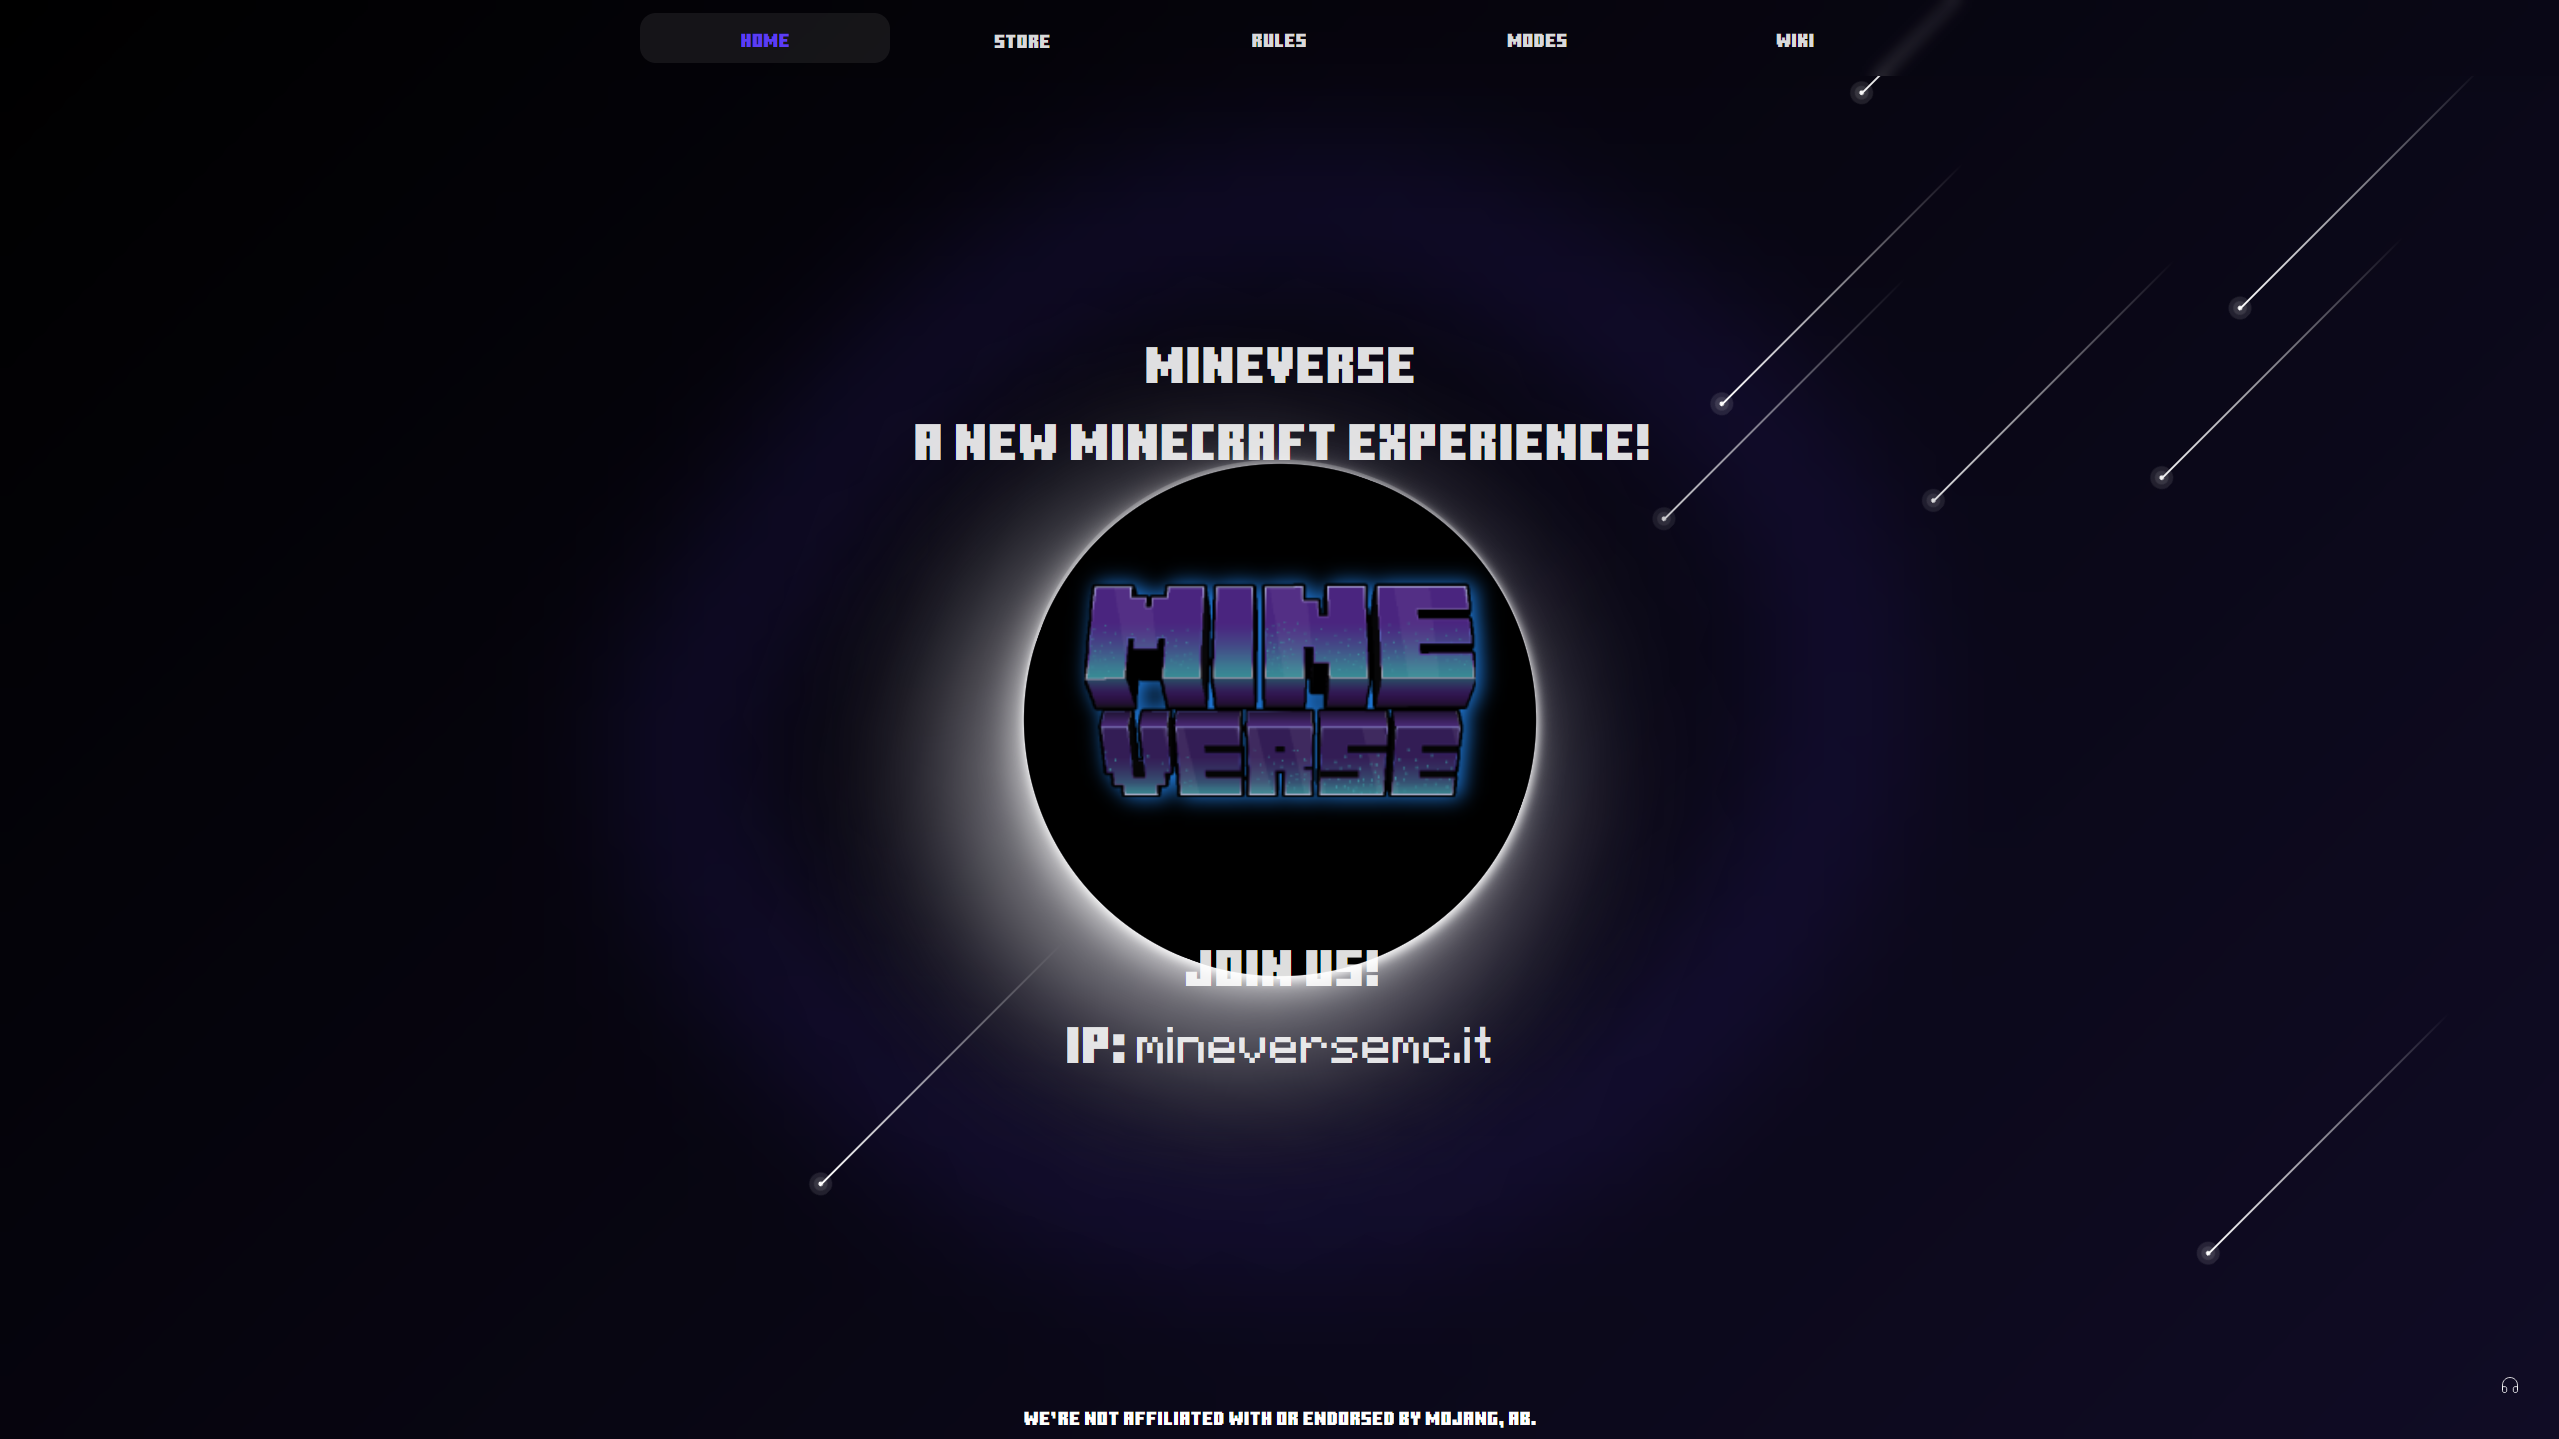 HOME
STORE
RULES
MODES
WIKI
MINEVERSE
A NEW MINECRAFT EXPERIENCE!
MINE
VERSE
JOIN US!
IP: mineversemc.it
WE'RE NOT AFFILIATED WITH OR ENDORSED BY MOJANG, AB.